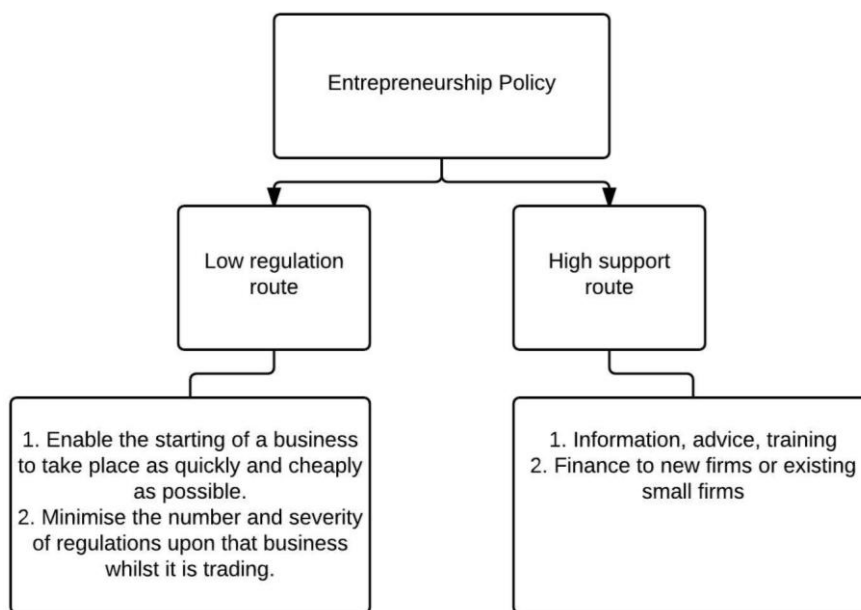 Entrepreneurship Policy
Low regulation
route
High support
route
1. Enable the starting of a business
to take place as quickly and cheaply
as possible.
2. Minimise the number and severity
of regulations upon that business
whilst it is trading.
1. Information, advice, training
2. Finance to new firms or existing
small firms